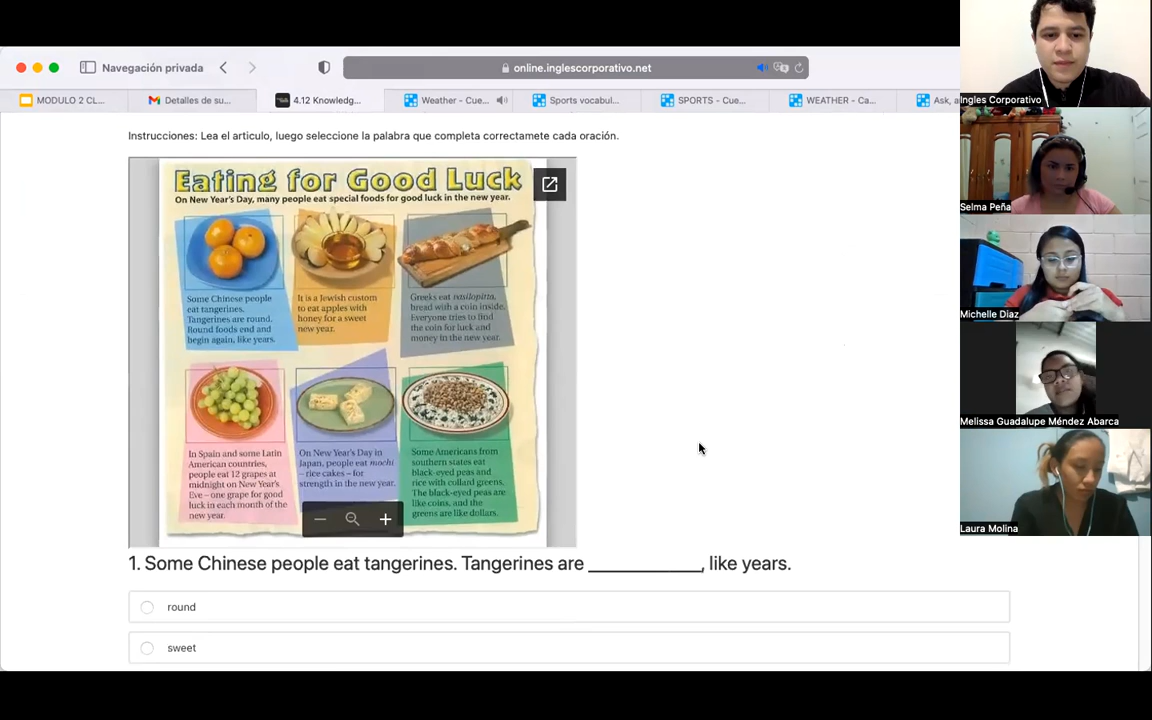 Navegación privada
online.inglescorporativo.net
MODULO 2 CL...
Detalles de su...
4.12 Knowledg...
Weather - Cue...
Sports vocabul...
SPORTS - Cue...
WEATHER - Ca...
Ask, a
Instrucciones: Lea el articulo, luego seleccione la palabra que completa correctamete cada oración.
Eating for Good Luck
On New Year's Day, many people eat special foods for good luck in the new year.
Some Chinese people
eat tangerines.
Tangerines are round.
Round foods end and
begin again, like years.
It is a Jewish custom
to eat apples with
honey for a sweet
new year.
Greeks eat vasilopitta,
bread with a coin inside.
Everyone tries to find
the coin for luck and
money in the new year.
In Spain and some Latin
American countries,
people eat 12 grapes at
midnight on New Year's
Eve – one grape for good
luck in each month of the
new year.
On New Year's Day in
Japan, people eat mochi
– rice cakes – for
strength in the new year.
Some Americans from
southern states eat
black-eyed peas and
rice with collard greens.
The black-eyed peas are
like coins, and the
greens are like dollars.
1. Some Chinese people eat tangerines. Tangerines are ____________, like years.
round
sweet
Ingles Corporativo
Selma Peña
Michelle Diaz
Melissa Guadalupe Méndez Abarca
Laura Molina